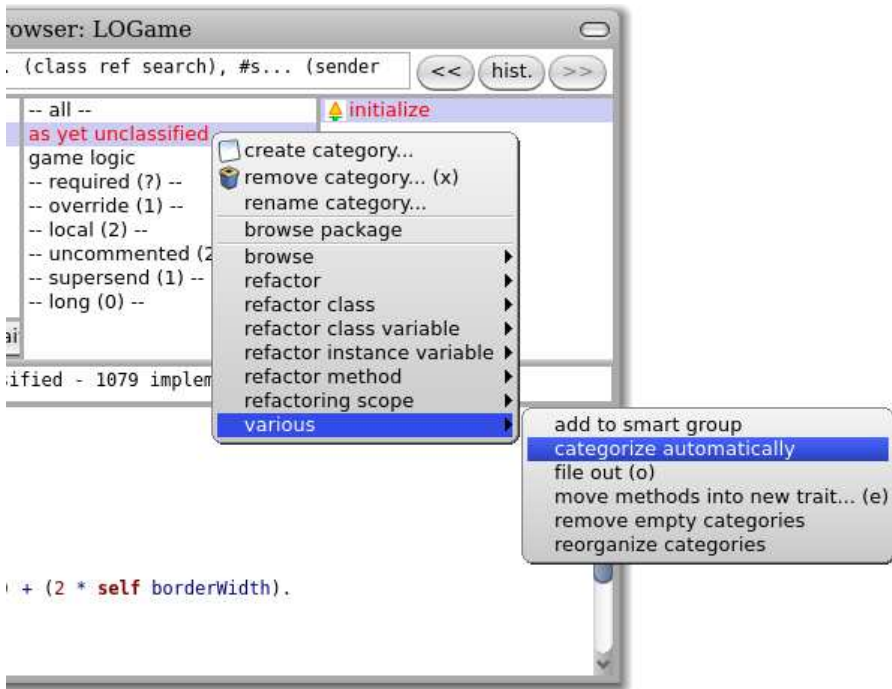 rowser: LOGame
. (class ref search), #s... (sender
<< hist. >>
-- all --
as yet unclassified
game logic
-- required (?) --
-- override (1) --
-- local (2) --
-- uncommented (2
-- supersend (1) --
-- long (0) --
initialize
create category...
remove category... (x)
rename category...
browse package
browse
refactor
refactor class
refactor class variable
refactor instance variable
refactor method
refactoring scope
various
add to smart group
categorize automatically
file out (o)
move methods into new trait... (e)
remove empty categories
reorganize categories
ai
ified - 1079 implem
) + (2 * self borderWidth).